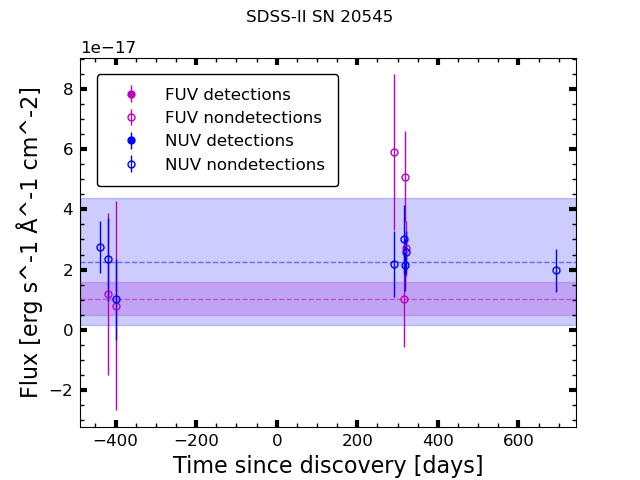 SDSS-II SN 20545
1e−17
FUV detections
FUV nondetections
NUV detections
NUV nondetections
8
6
4
2
0
−2
Flux [erg s^-1 Å^-1 cm^-2]
−400 −200 0 200 400 600
Time since discovery [days]